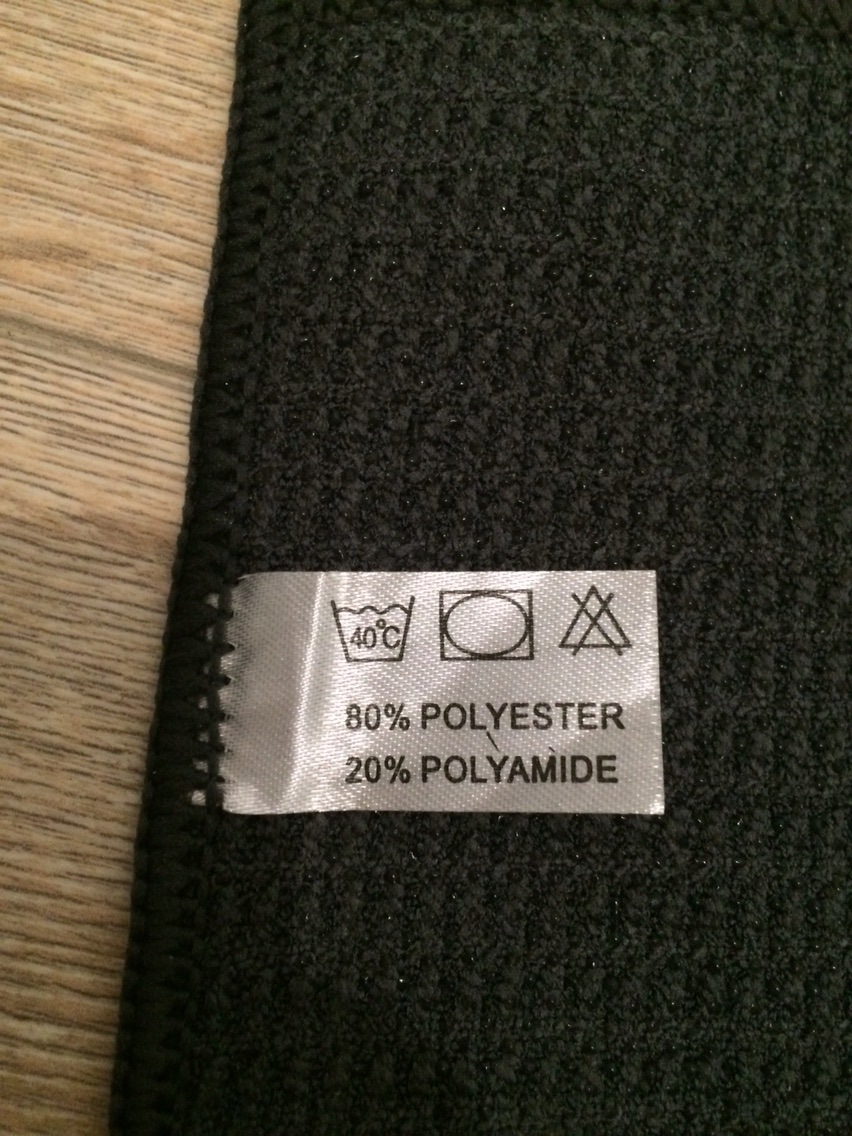 40°C
80% POLYESTER
20% POLYAMIDE